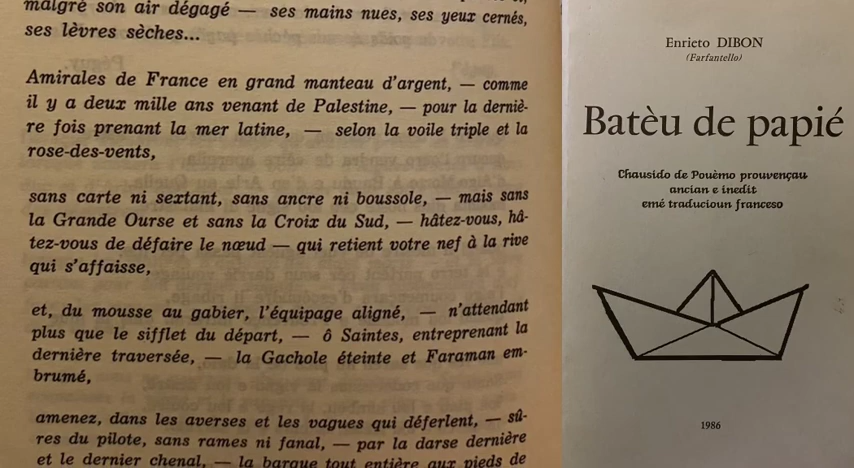 malgré son air dégagé — ses mains nues, ses yeux cernés,
ses lèvres sèches...
Amirales de France en grand manteau d'argent, — comme
il y a deux mille ans venant de Palestine, — pour la derniè-
re fois prenant la mer latine, — selon la voile triple et la
rose-des-vents,
sans carte ni sextant, sans ancre ni boussole, — mais sans
la Grande Ourse et sans la Croix du Sud, — hâtez-vous, hâ-
tez-vous de défaire le nœud — qui retient votre nef à la rive
qui s'affaisse,
et, du mousse au gabier, l'équipage aligné, — n'attendant
plus que le sifflet du départ, — ô Saintes, entreprenant la
dernière traversée, — la Gachole éteinte et Faraman em-
brumé,
amenez, dans les averses et les vagues qui déferlent, — sû-
res du pilote, sans rames ni fanal, — par la darse dernière
et le dernier chenal, — la barque tout entière aux pieds de
Enrieto DIBON
(Farfantello)
Batèu de papié
Chausido de Pouèmo prouvençau
ancian e inedit
emé traducioun franceso
1986